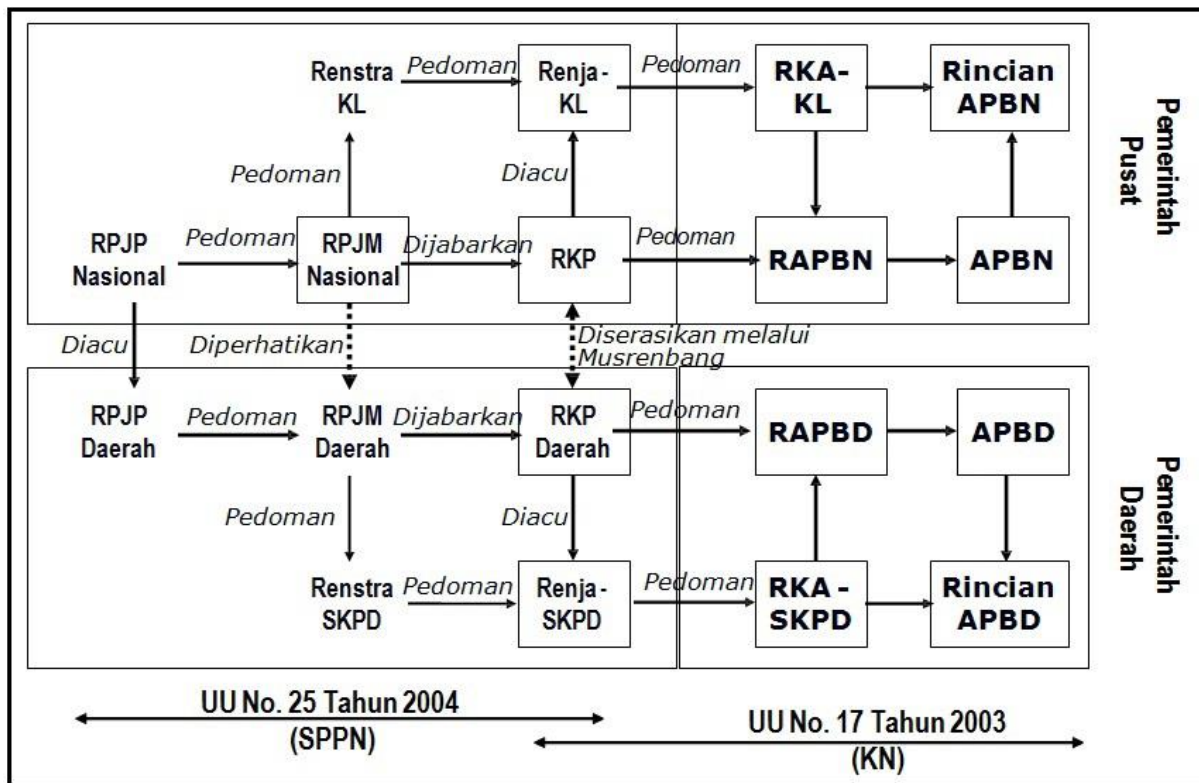 Renstra
KL
Pedoman
Renja -
KL
Pedoman
RKA-
KL
Rincian
APBN
Pemerintah
Pusat
Pedoman
Diacu
RPJP
Nasional
Pedoman
RPJM
Nasional
Dijabarkan
RKP
Pedoman
RAPBN
APBN
Diacu
Diperhatikan
Diserasikan melalui
Musrenbang
RPJP
Daerah
Pedoman
RPJM
Daerah
Dijabarkan
RKP
Daerah
Pedoman
RAPBD
APBD
Pemerintah
Daerah
Pedoman
Diacu
Renstra
SKPD
Pedoman
Renja -
SKPD
Pedoman
RKA -
SKPD
Rincian
APBD
UU No. 25 Tahun 2004
(SPPN)
UU No. 17 Tahun 2003
(KN)